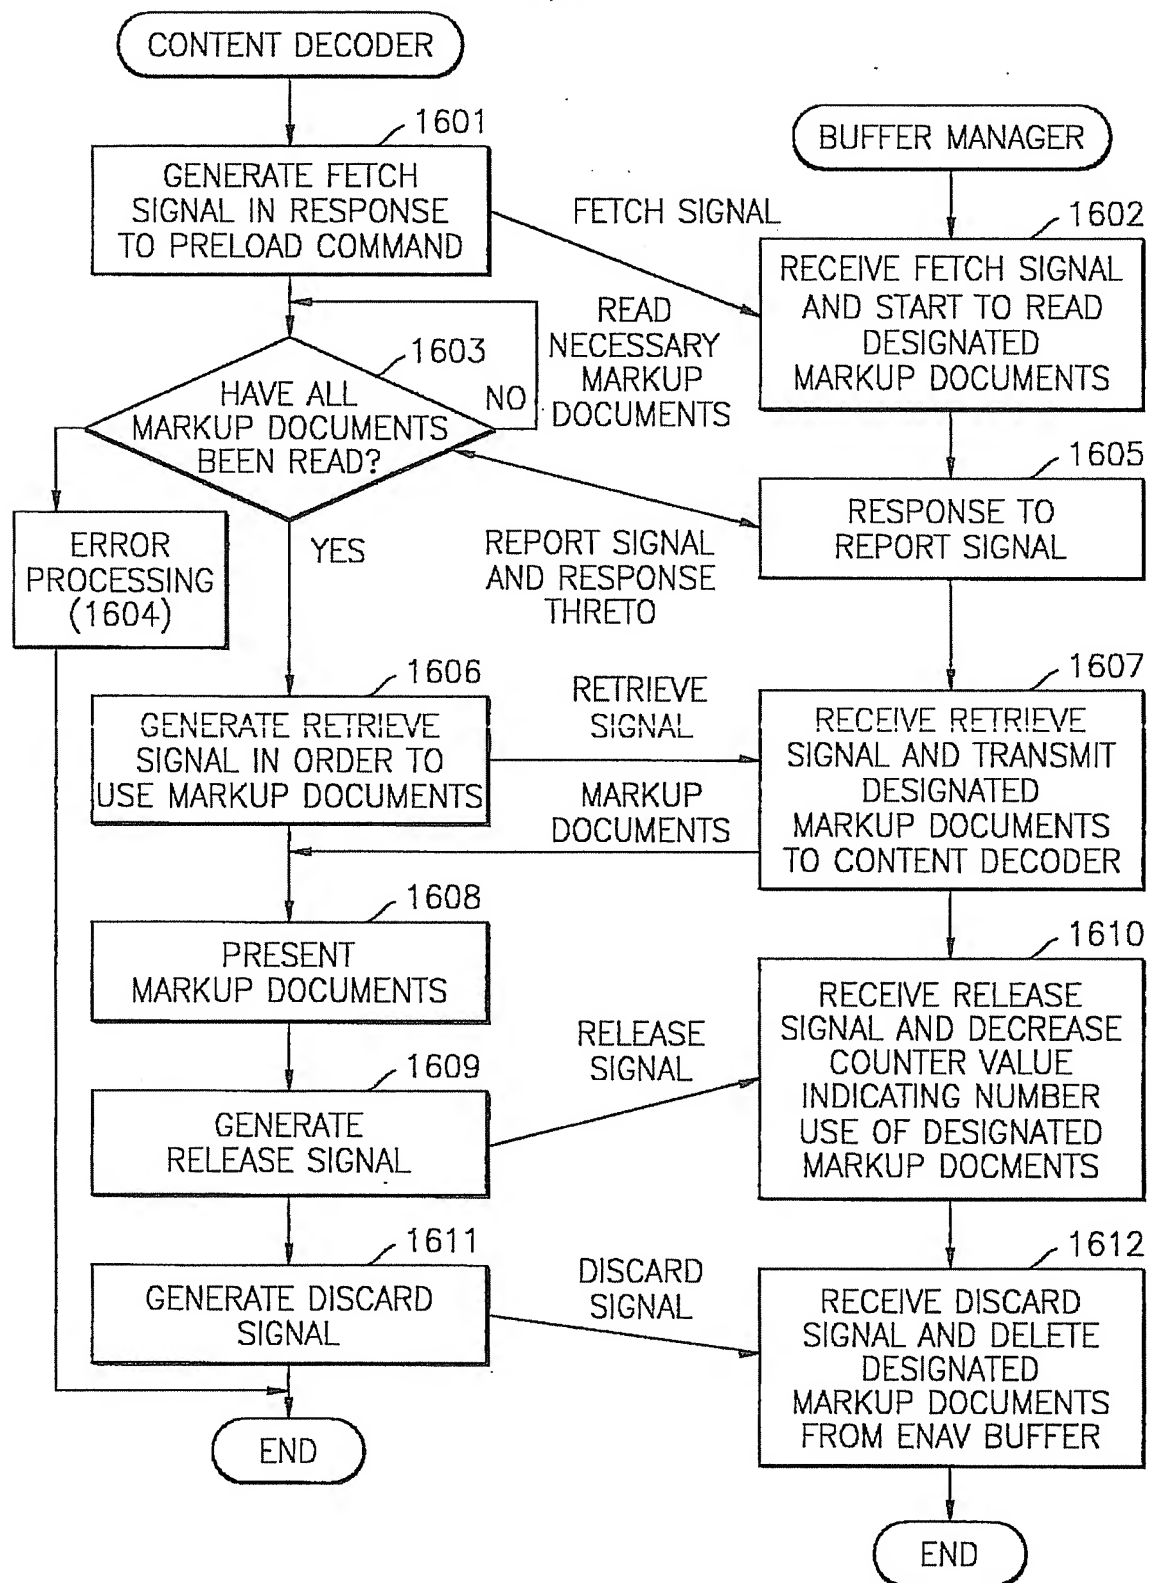 CONTENT DECODER
1601
GENERATE FETCH
SIGNAL IN RESPONSE
TO PRELOAD COMMAND
BUFFER MANAGER
FETCH SIGNAL
1602
RECEIVE FETCH SIGNAL
AND START TO READ
DESIGNATED
MARKUP DOCUMENTS
1603
HAVE ALL
MARKUP DOCUMENTS
BEEN READ?
NO
READ
NECESSARY
MARKUP
DOCUMENTS
1605
RESPONSE TO
REPORT SIGNAL
ERROR
PROCESSING
(1604)
YES
REPORT SIGNAL
AND RESPONSE
THRETO
1606
GENERATE RETRIEVE
SIGNAL IN ORDER TO
USE MARKUP DOCUMENTS
RETRIEVE
SIGNAL
MARKUP
DOCUMENTS
1607
RECEIVE RETRIEVE
SIGNAL AND TRANSMIT
DESIGNATED
MARKUP DOCUMENTS
TO CONTENT DECODER
1608
PRESENT
MARKUP DOCUMENTS
1609
GENERATE
RELEASE SIGNAL
RELEASE
SIGNAL
1610
RECEIVE RELEASE
SIGNAL AND DECREASE
COUNTER VALUE
INDICATING NUMBER
USE OF DESIGNATED
MARKUP DOCMENTS
1611
GENERATE DISCARD
SIGNAL
DISCARD
SIGNAL
1612
RECEIVE DISCARD
SIGNAL AND DELETE
DESIGNATED
MARKUP DOCUMENTS
FROM ENAV BUFFER
END
END